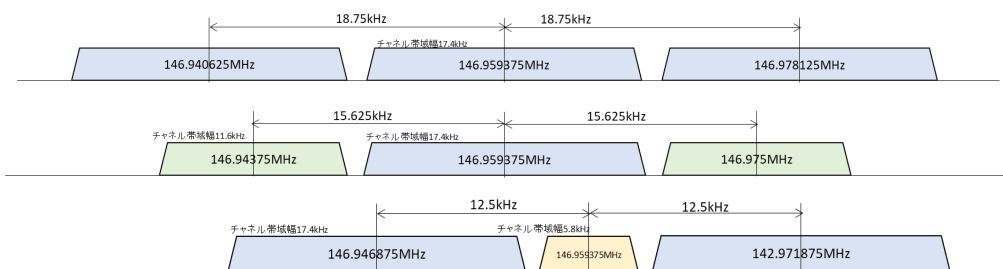 18.75kHz 18.75kHz
チャネル帯域幅17.4kHz
146.940625MHz 146.959375MHz 146.978125MHz
15.625kHz 15.625kHz
チャネル帯域幅11.6kHz チャネル帯域幅17.4kHz
146.94375MHz 146.959375MHz 146.975MHz
12.5kHz 12.5kHz
チャネル帯域幅17.4kHz チャネル帯域幅5.8kHz
146.946875MHz 146.959375MHz 142.971875MHz